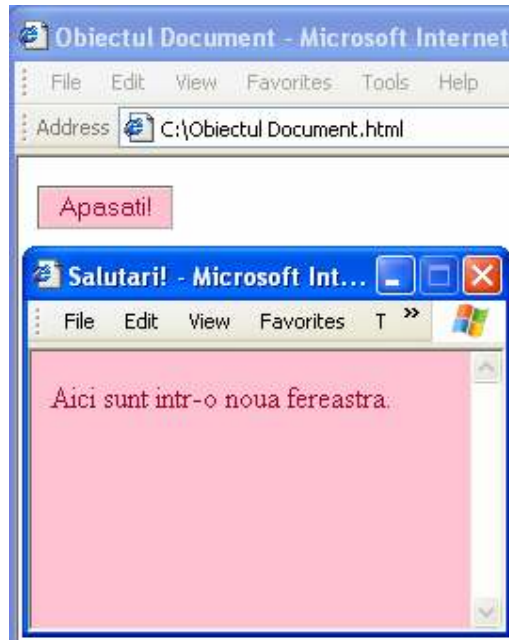 Obiectul Document - Microsoft Internet
File Edit View Favorites Tools Help
Address C:\Obiectul Document.html
Apasati!
Salutari! - Microsoft Int...
File Edit View Favorites T »
Aici sunt intr-o noua fereastra.